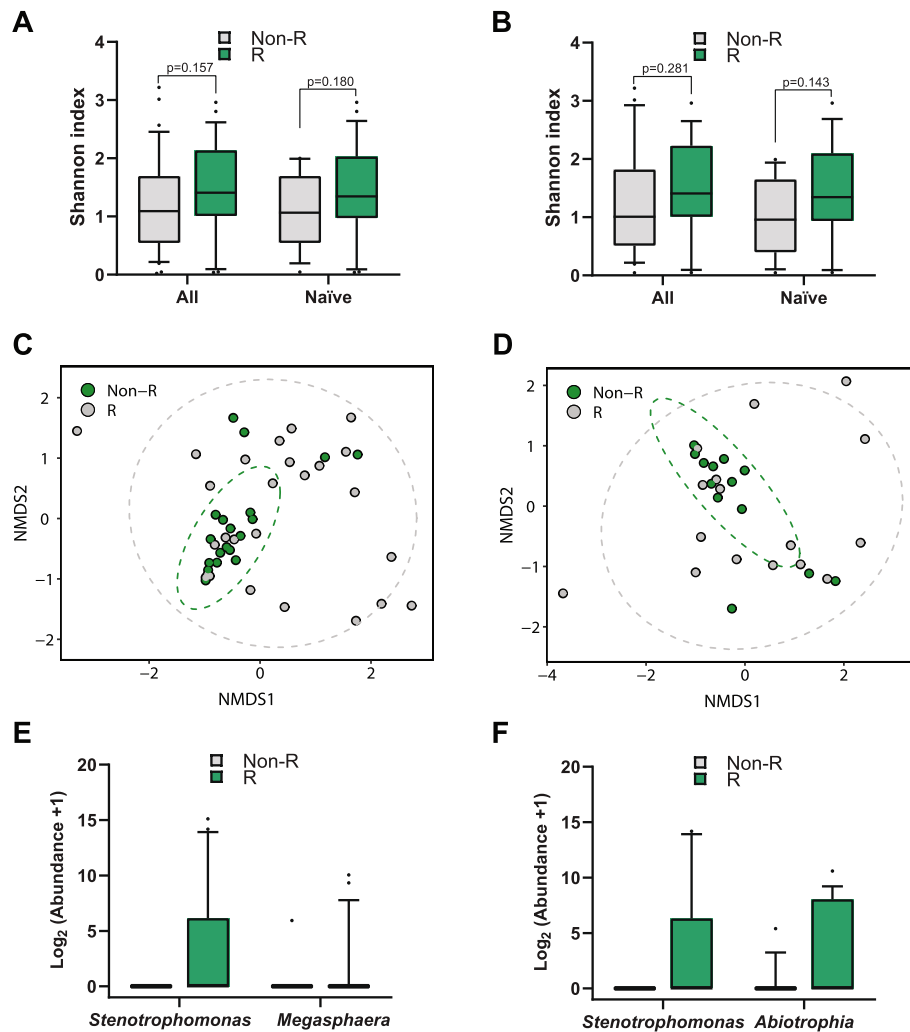 A
Non-R
R
p=0.157
p=0.180
Shannon index
4
3
2
1
0
All
Naïve
B
Non-R
R
p=0.281
p=0.143
Shannon index
4
3
2
1
0
All
Naïve
C
Non−R
R
NMDS2
2
1
0
−1
−2
−2
0
2
NMDS1
D
Non−R
R
NMDS2
2
1
0
−1
−2
−4
−2
0
2
NMDS1
E
Non-R
R
Log2 (Abundance +1)
20
15
10
5
0
Stenotrophomonas
Megasphaera
F
Non-R
R
Log2 (Abundance +1)
20
15
10
5
0
Stenotrophomonas
Abiotrophia